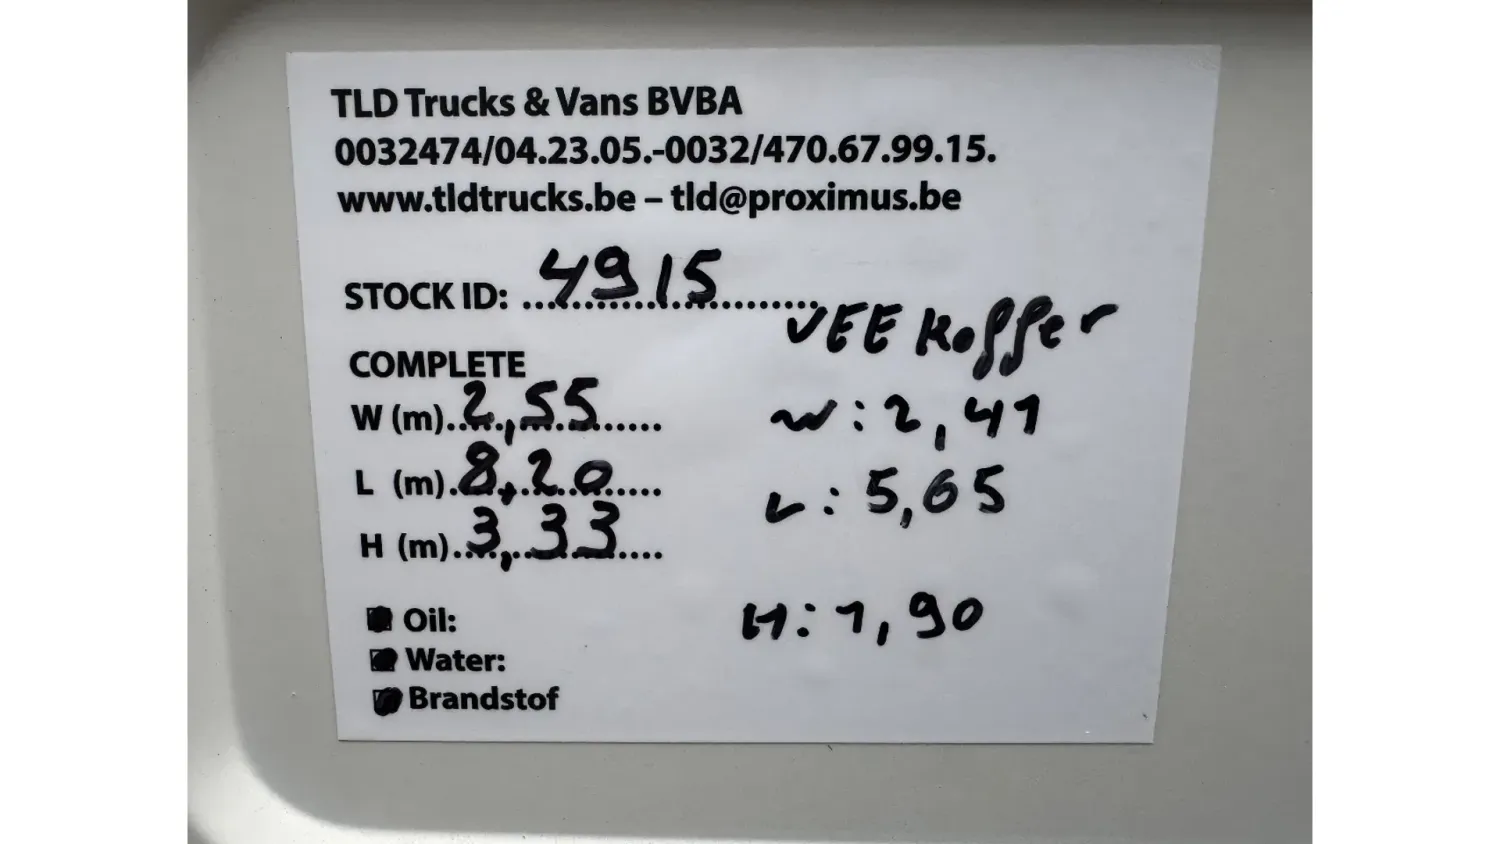 TLD Trucks & Vans BVBA
0032474/04.23.05.-0032/470.67.99.15.
www.tldtrucks.be – tld@proximus.be
STOCK ID: 4915
VEE Koffer
COMPLETE
W (m) 2,55
w: 2,41
L (m) 8,20
L: 5,65
H (m) 3,33
H: 1,90
Oil:
Water:
Brandstof